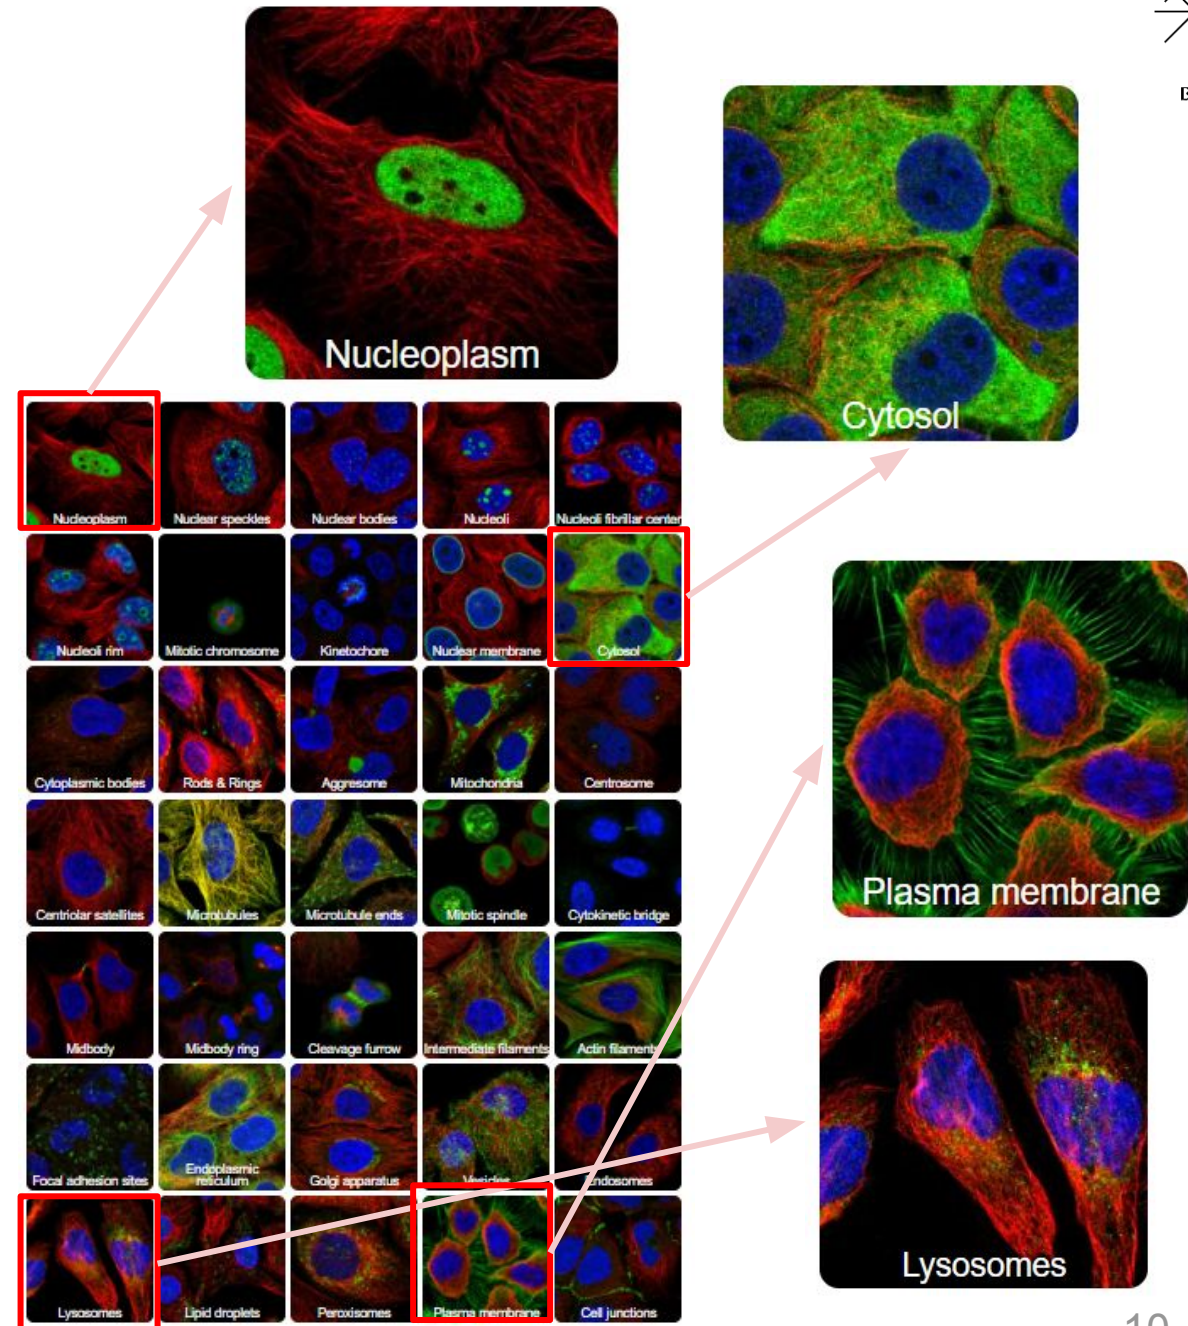 Nucleoplasm
Cytosol
Nucleoplasm
Nuclear speckles
Nuclear bodies
Nucleoli
Nucleoli fibrillar center
Nucleoli rim
Mitotic chromosome
Kinetochore
Nuclear membrane
Cytosol
Cytoplasmic bodies
Rods & Rings
Aggresome
Mitochondria
Centrosome
Centriolar satellites
Microtubules
Microtubule ends
Mitotic spindle
Cytokinetic bridge
Plasma membrane
Midbody
Midbody ring
Cleavage furrow
Intermediate filaments
Actin filaments
Focal adhesion sites
Endoplasmic
reticulum
Golgi apparatus
Vesicles
Endosomes
Lysosomes
Lipid droplets
Peroxisomes
Plasma membrane
Cell junctions
Lysosomes